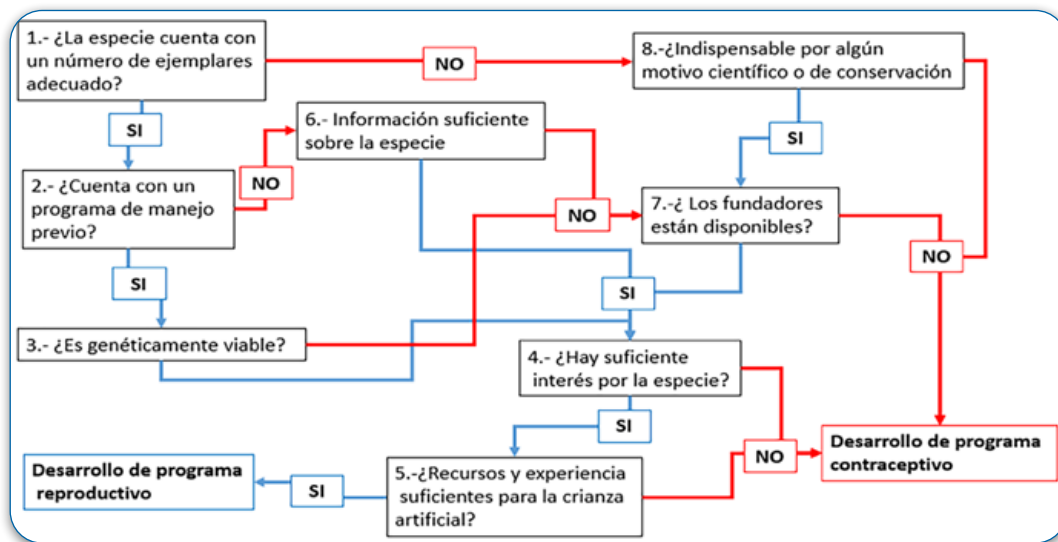 1.- ¿La especie cuenta con
un número de ejemplares
adecuado?
NO
8.-¿Indispensable por algún
motivo científico o de conservación
SI
6.- Información suficiente
sobre la especie
SI
2.- ¿Cuenta con un
programa de manejo
previo?
NO
NO
7.-¿ Los fundadores
están disponibles?
NO
SI
SI
3.- ¿Es genéticamente viable?
4.- ¿Hay suficiente
interés por la especie?
SI
Desarrollo de programa
reproductivo
SI
5.-¿Recursos y experiencia
suficientes para la crianza
artificial?
NO
Desarrollo de programa
contraceptivo